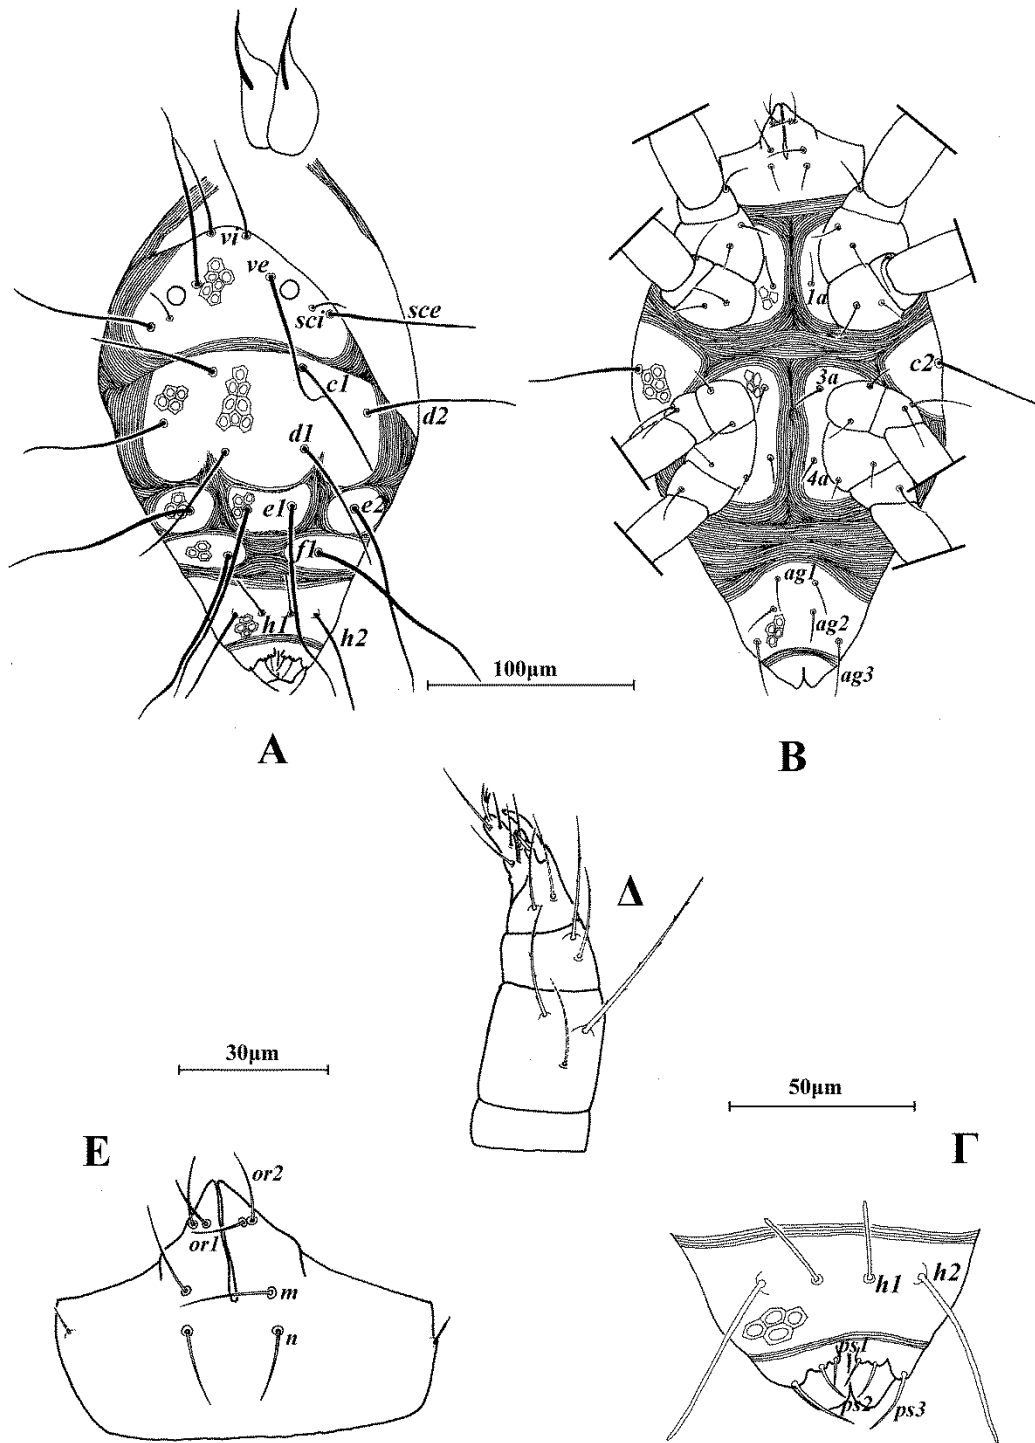 vi
ve
sci
sce
c1
d2
d1
e1
e2
f1
h1
h2
100μm
A
1a
c2
3a
4a
ag1
ag2
ag3
B
Δ
30μm
50μm
E
or2
or1
m
n
Γ
h1
h2
ps1
ps2
ps3